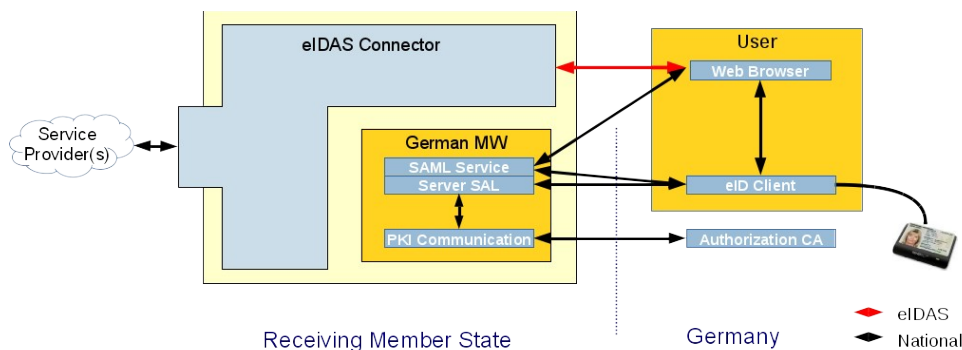 eIDAS Connector
User
Web Browser
Service
Provider(s)
German MW
SAML Service
Server SAL
eID Client
PKI Communication
Authorization CA
eIDAS
Receiving Member State
Germany
National